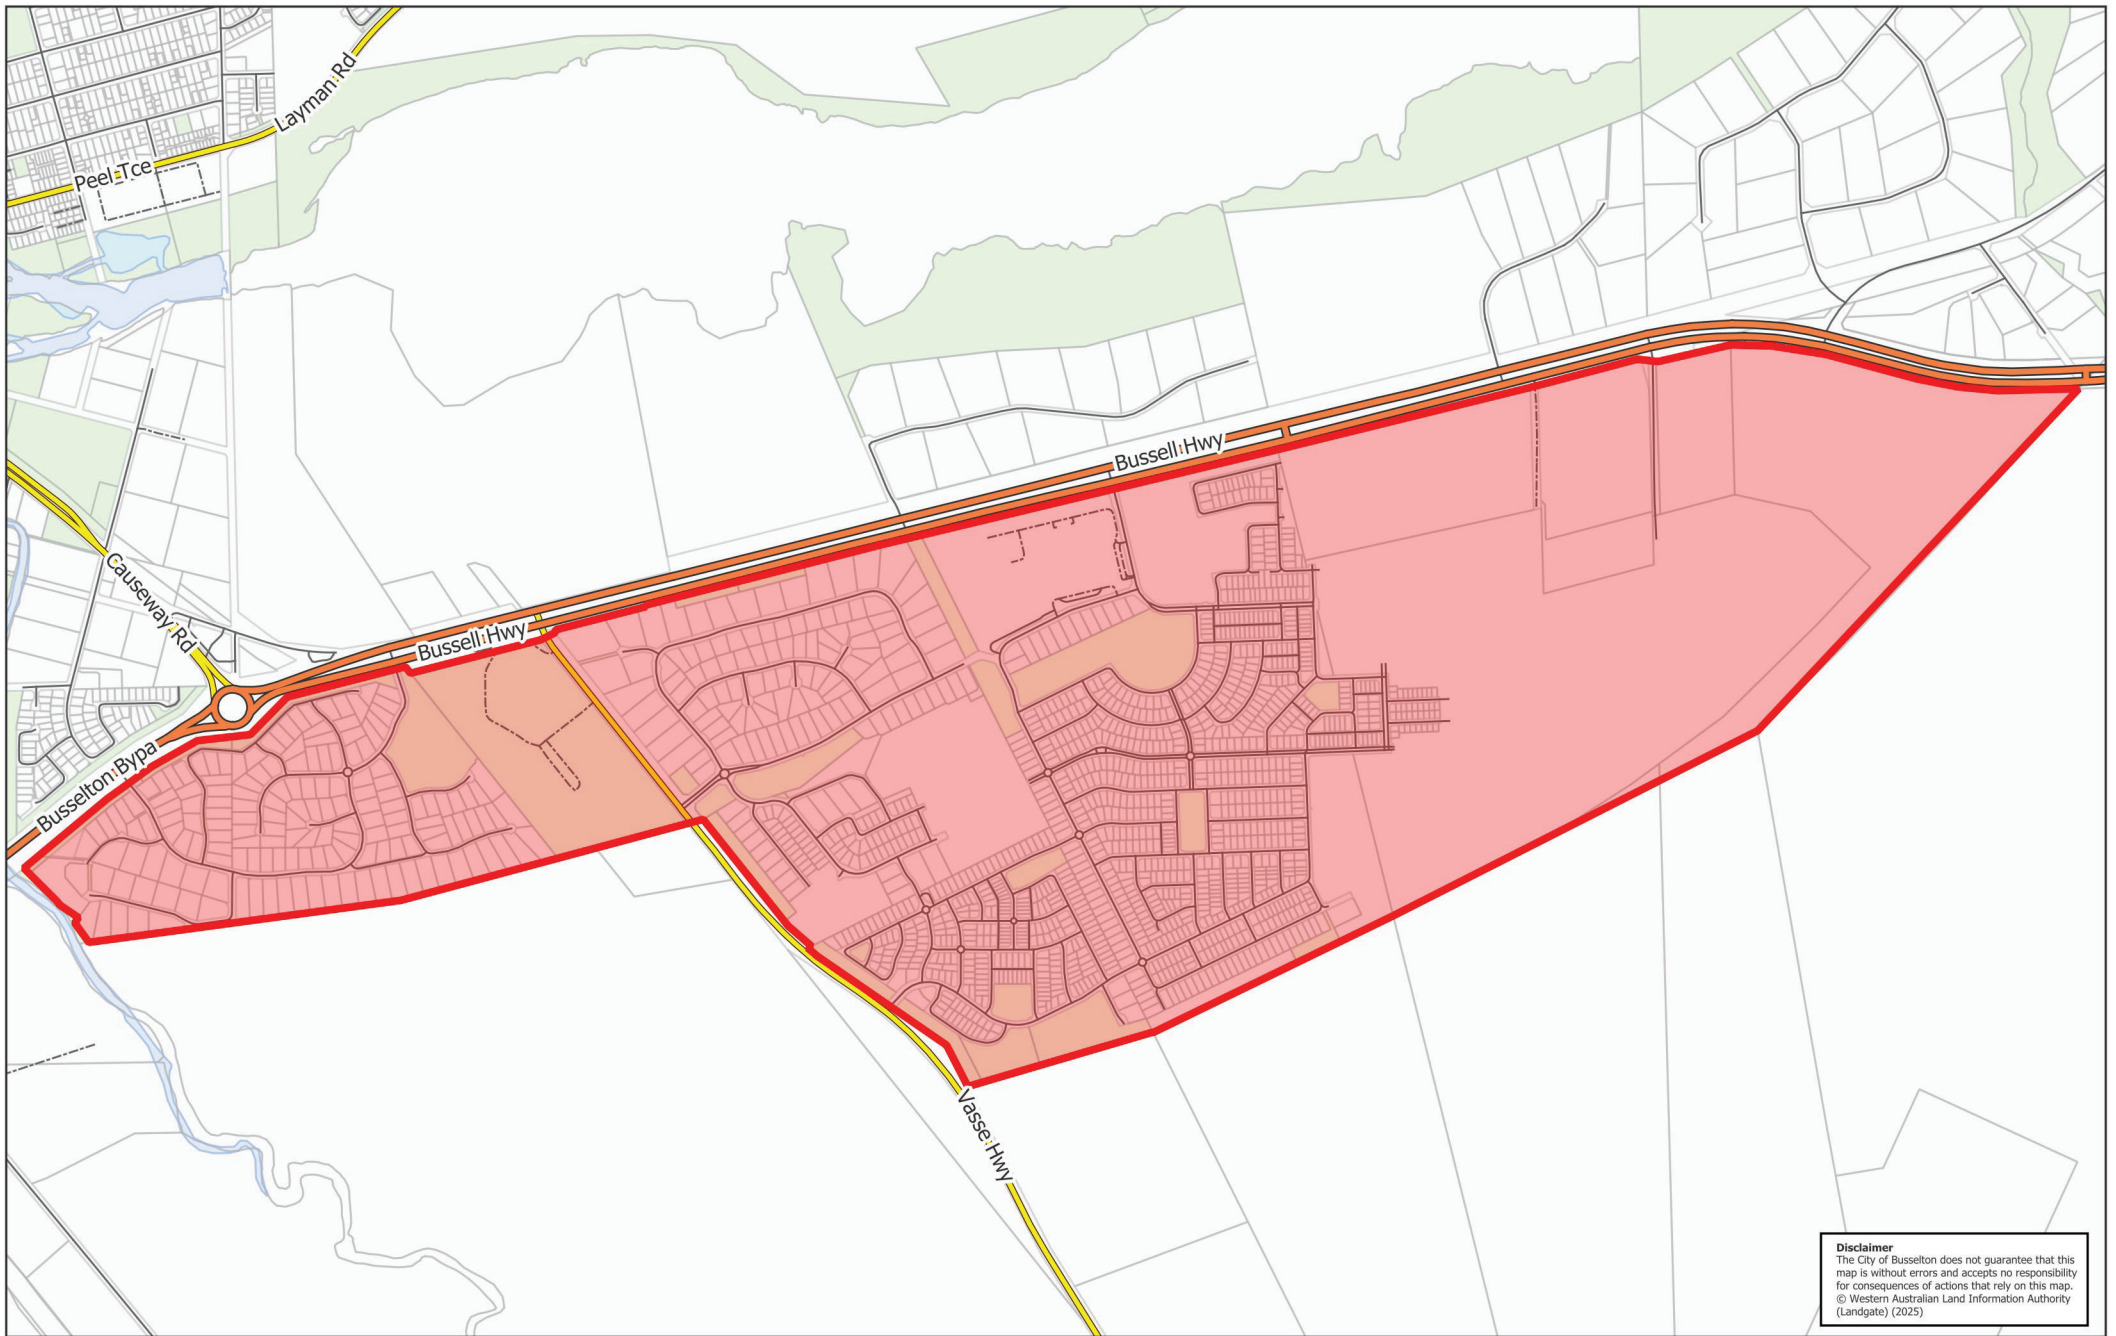 Layman Rd
Peel Tce
Bussell Hwy
Causeway Rd
Bussell Hwy
Busselton Bypa
Vasse Hwy
Disclaimer
The City of Busselton does not guarantee that this
map is without errors and accepts no responsibility
for consequences of actions that rely on this map.
© Western Australian Land Information Authority
(Landgate) (2025)